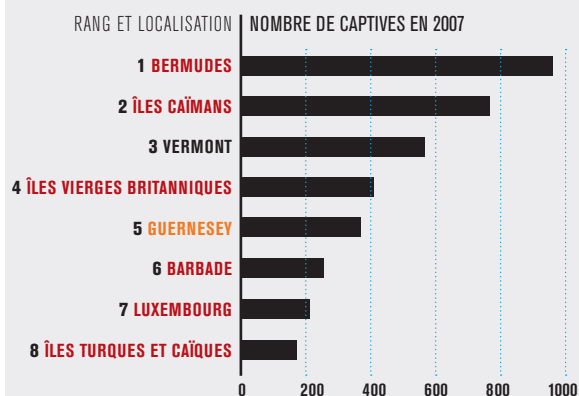 RANG ET LOCALISATION NOMBRE DE CAPTIVES EN 2007
1 BERMUDES
2 ÎLES CAÏMANS
3 VERMONT
4 ÎLES VIERGES BRITANNIQUES
5 GUERNESEY
6 BARBADE
7 LUXEMBOURG
8 ÎLES TURQUES ET CAÏQUES
0 200 400 600 800 1000